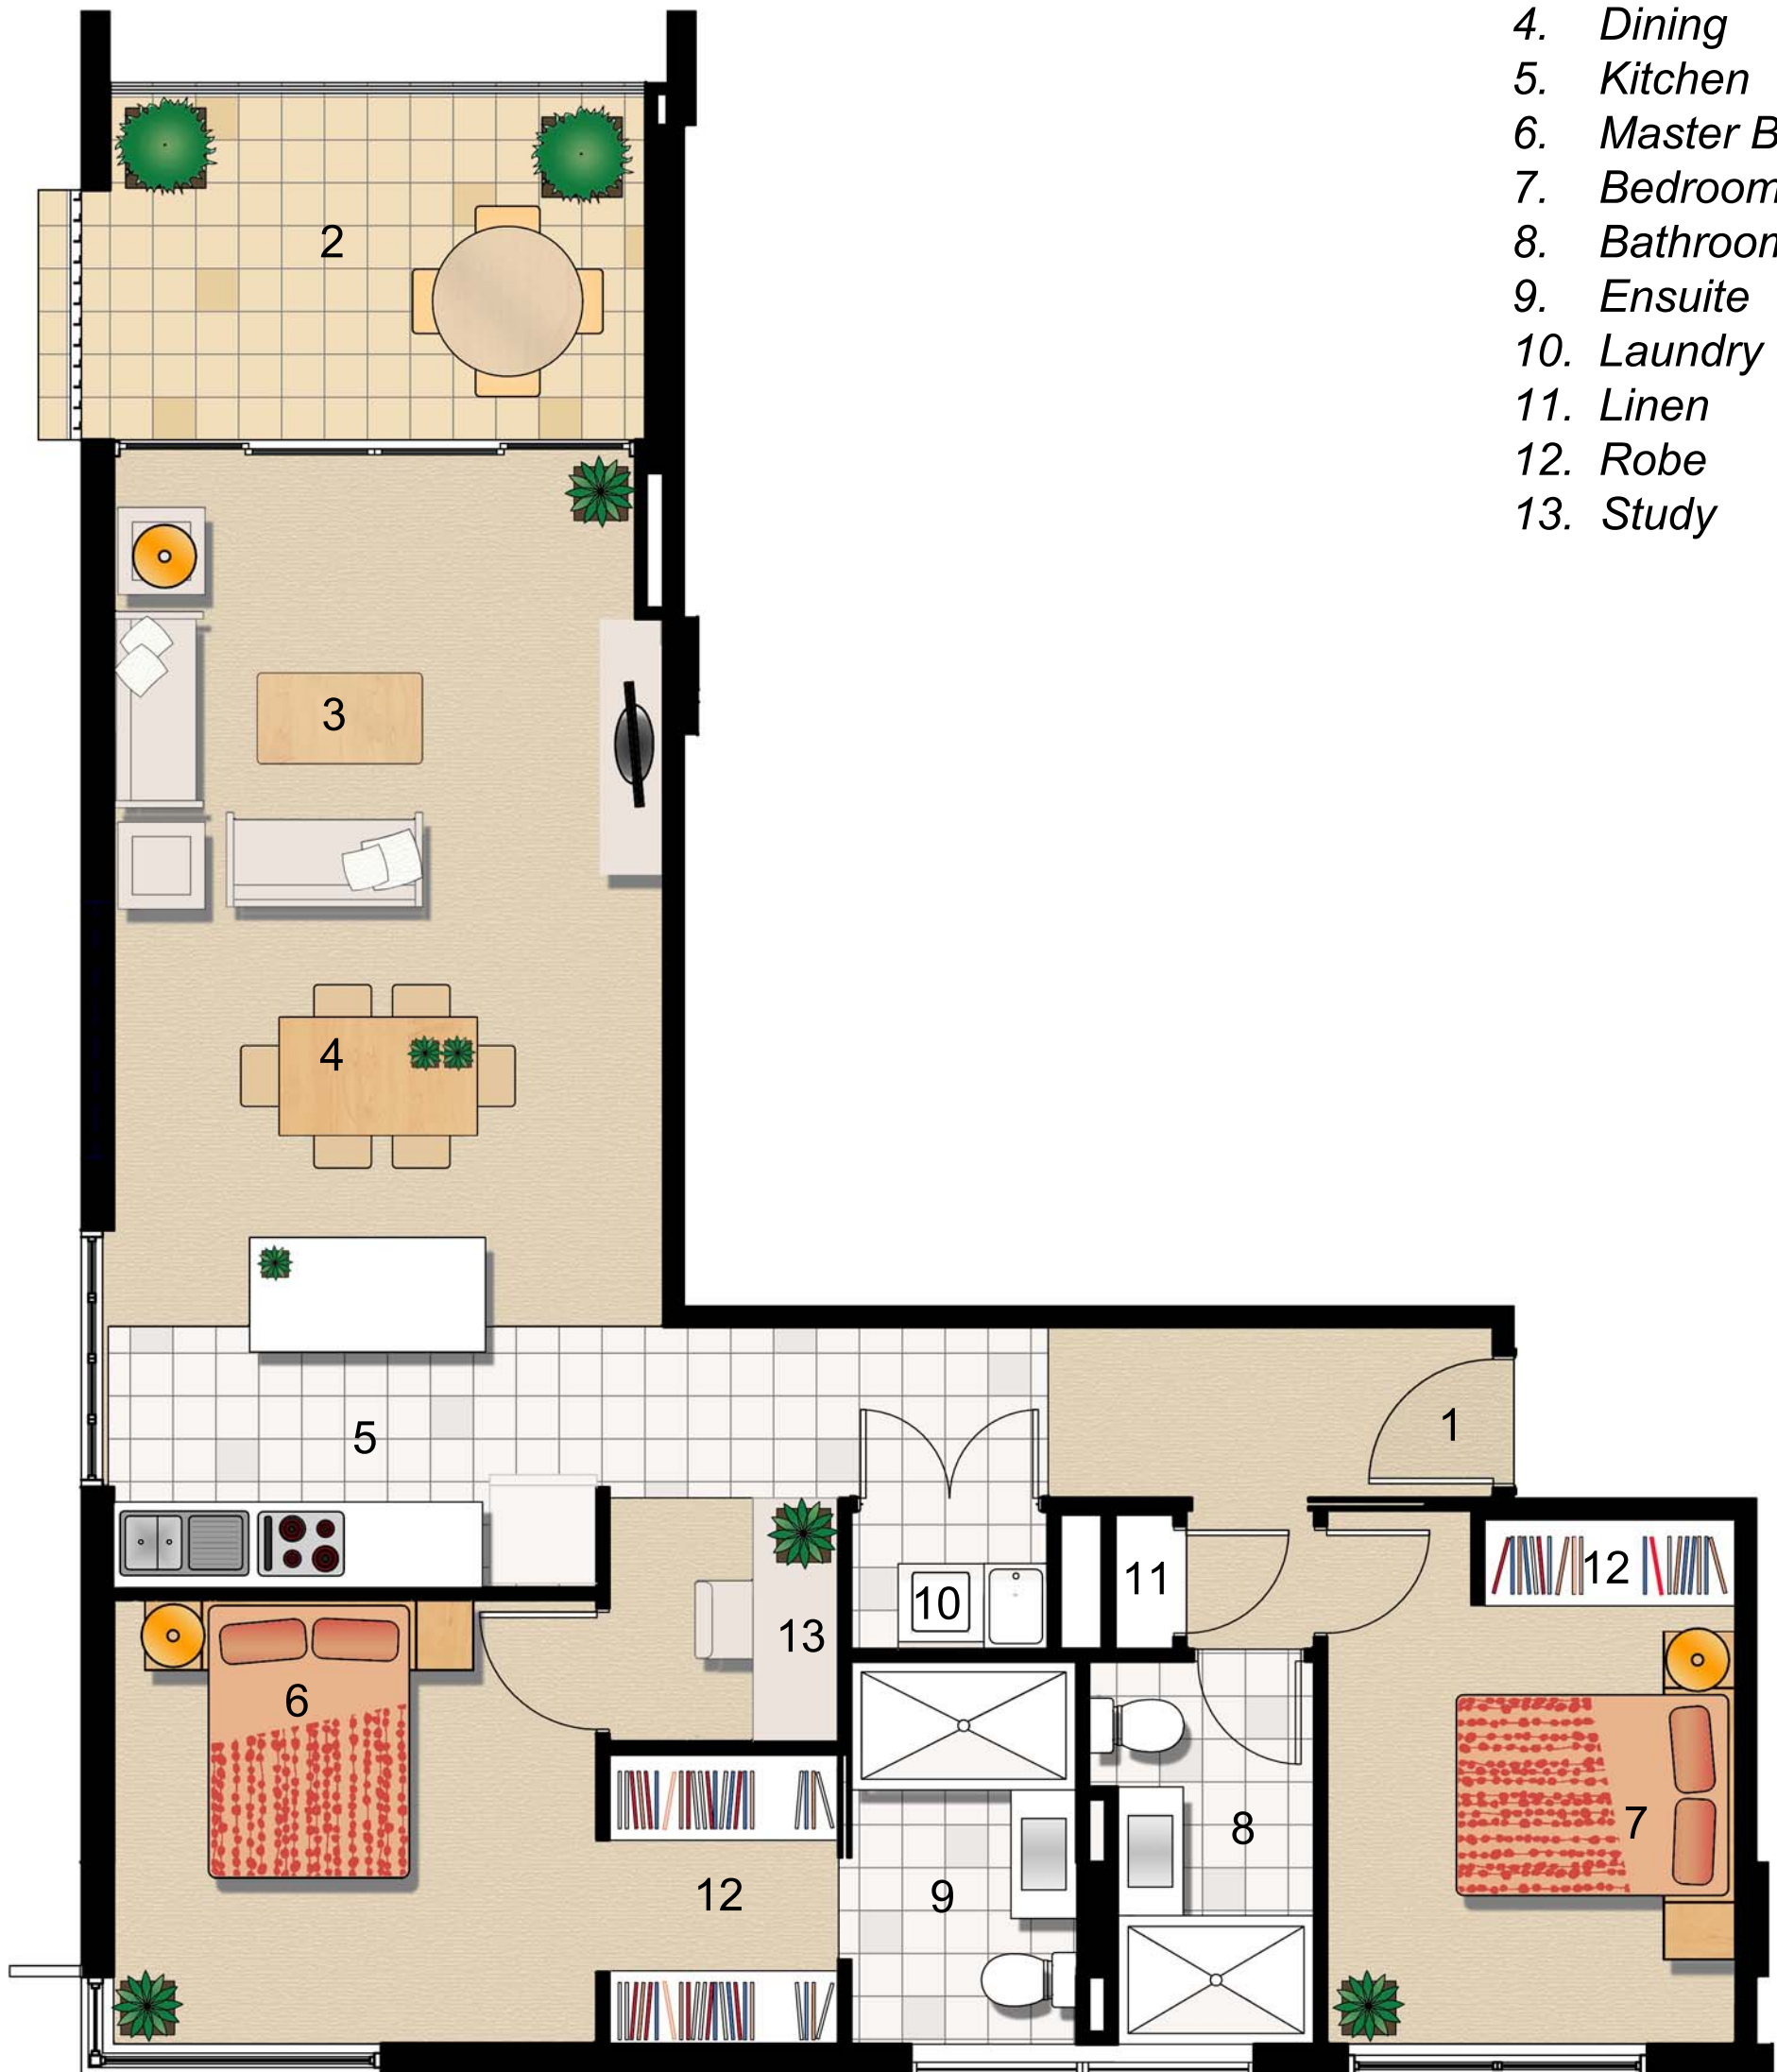 4. Dining
5. Kitchen
6. Master B
7. Bedroom
8. Bathroom
9. Ensuite
10. Laundry
11. Linen
12. Robe
13. Study
2
3
4
5
1
11
12
10
13
6
7
8
12
9